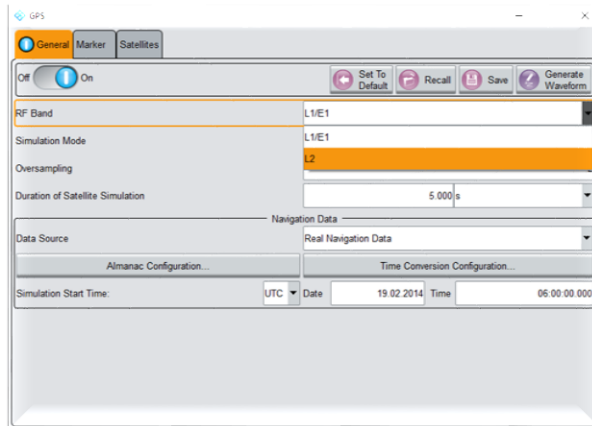 GPS
General Marker Satellites
Off On Set To Default Recall Save Generate Waveform
RF Band L1/E1
Simulation Mode L1/E1
L2
Oversampling
Duration of Satellite Simulation 5.000 s
Navigation Data
Data Source Real Navigation Data
Almanac Configuration... Time Conversion Configuration...
Simulation Start Time: UTC Date 19.02.2014 Time 06:00:00.000